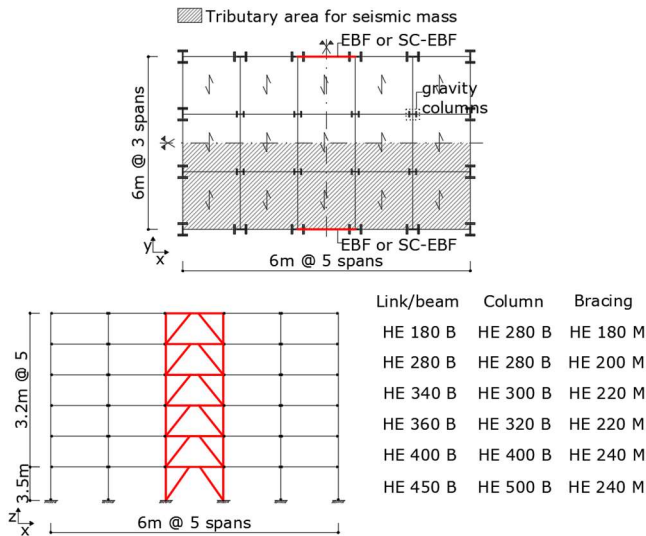 Tributary area for seismic mass
EBF or SC-EBF
gravity
columns
6m @ 3 spans
EBF or SC-EBF
y
x
6m @ 5 spans
Link/beam Column Bracing
HE 180 B HE 280 B HE 180 M
HE 280 B HE 280 B HE 200 M
HE 340 B HE 300 B HE 220 M
HE 360 B HE 320 B HE 220 M
HE 400 B HE 400 B HE 240 M
HE 450 B HE 500 B HE 240 M
3.2m @ 5
3.5m
z
x
6m @ 5 spans